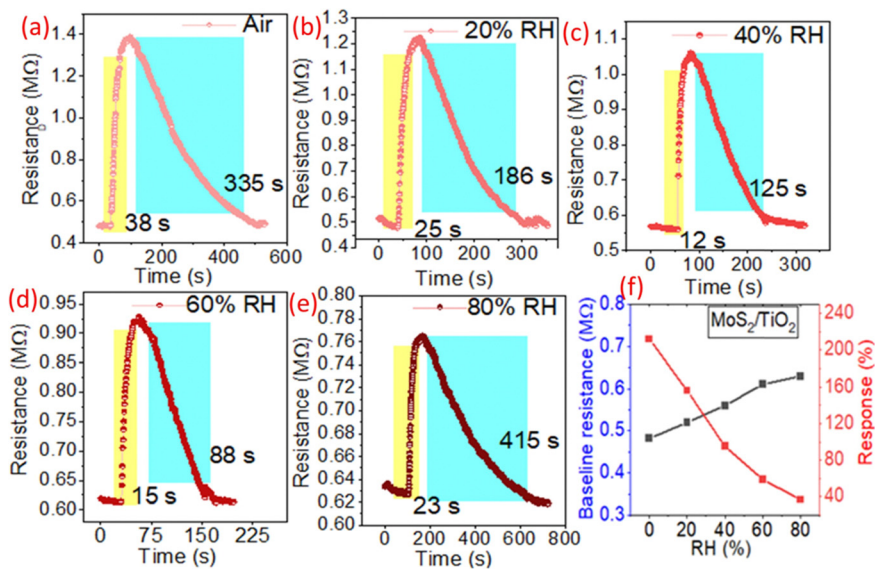 (a)
Air
Resistance (MΩ)
1.4
1.2
1.0
0.8
0.6
0.4
38 s
335 s
0
200
400
600
Time (s)
(b)
20% RH
Resistance (MΩ)
1.3
1.2
1.1
1.0
0.9
0.8
0.7
0.6
0.5
0.4
25 s
186 s
0
100
200
300
Time (s)
(c)
40% RH
Resistance (MΩ)
1.1
1.0
0.9
0.8
0.7
0.6
0.5
12 s
125 s
0
100
200
300
Time (s)
(d)
60% RH
Resistance (MΩ)
0.95
0.90
0.85
0.80
0.75
0.70
0.65
0.60
15 s
88 s
0
75
150
225
Time (s)
(e)
80% RH
Resistance (MΩ)
0.80
0.78
0.76
0.74
0.72
0.70
0.68
0.66
0.64
0.62
0.60
23 s
415 s
0
200
400
600
800
Time (s)
(f)
MoS₂/TiO₂
Baseline resistance (MΩ)
0.8
0.7
0.6
0.5
0.4
0.3
Response (%)
240
200
160
120
80
40
0
20
40
60
80
RH (%)